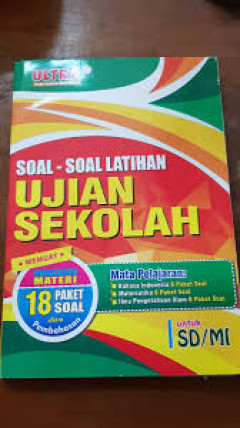 ULTRA
SOAL - SOAL LATIHAN
UJIAN
SEKOLAH
MEMUAT
MATERI
18 PAKET
SOAL
dan
Pembahasan
Mata Pelajaran:
Bahasa Indonesia 6 Paket Soal
Matematika 6 Paket Soal
Ilmu Pengetahuan Alam 6 Paket Soal
untuk
SD/MI